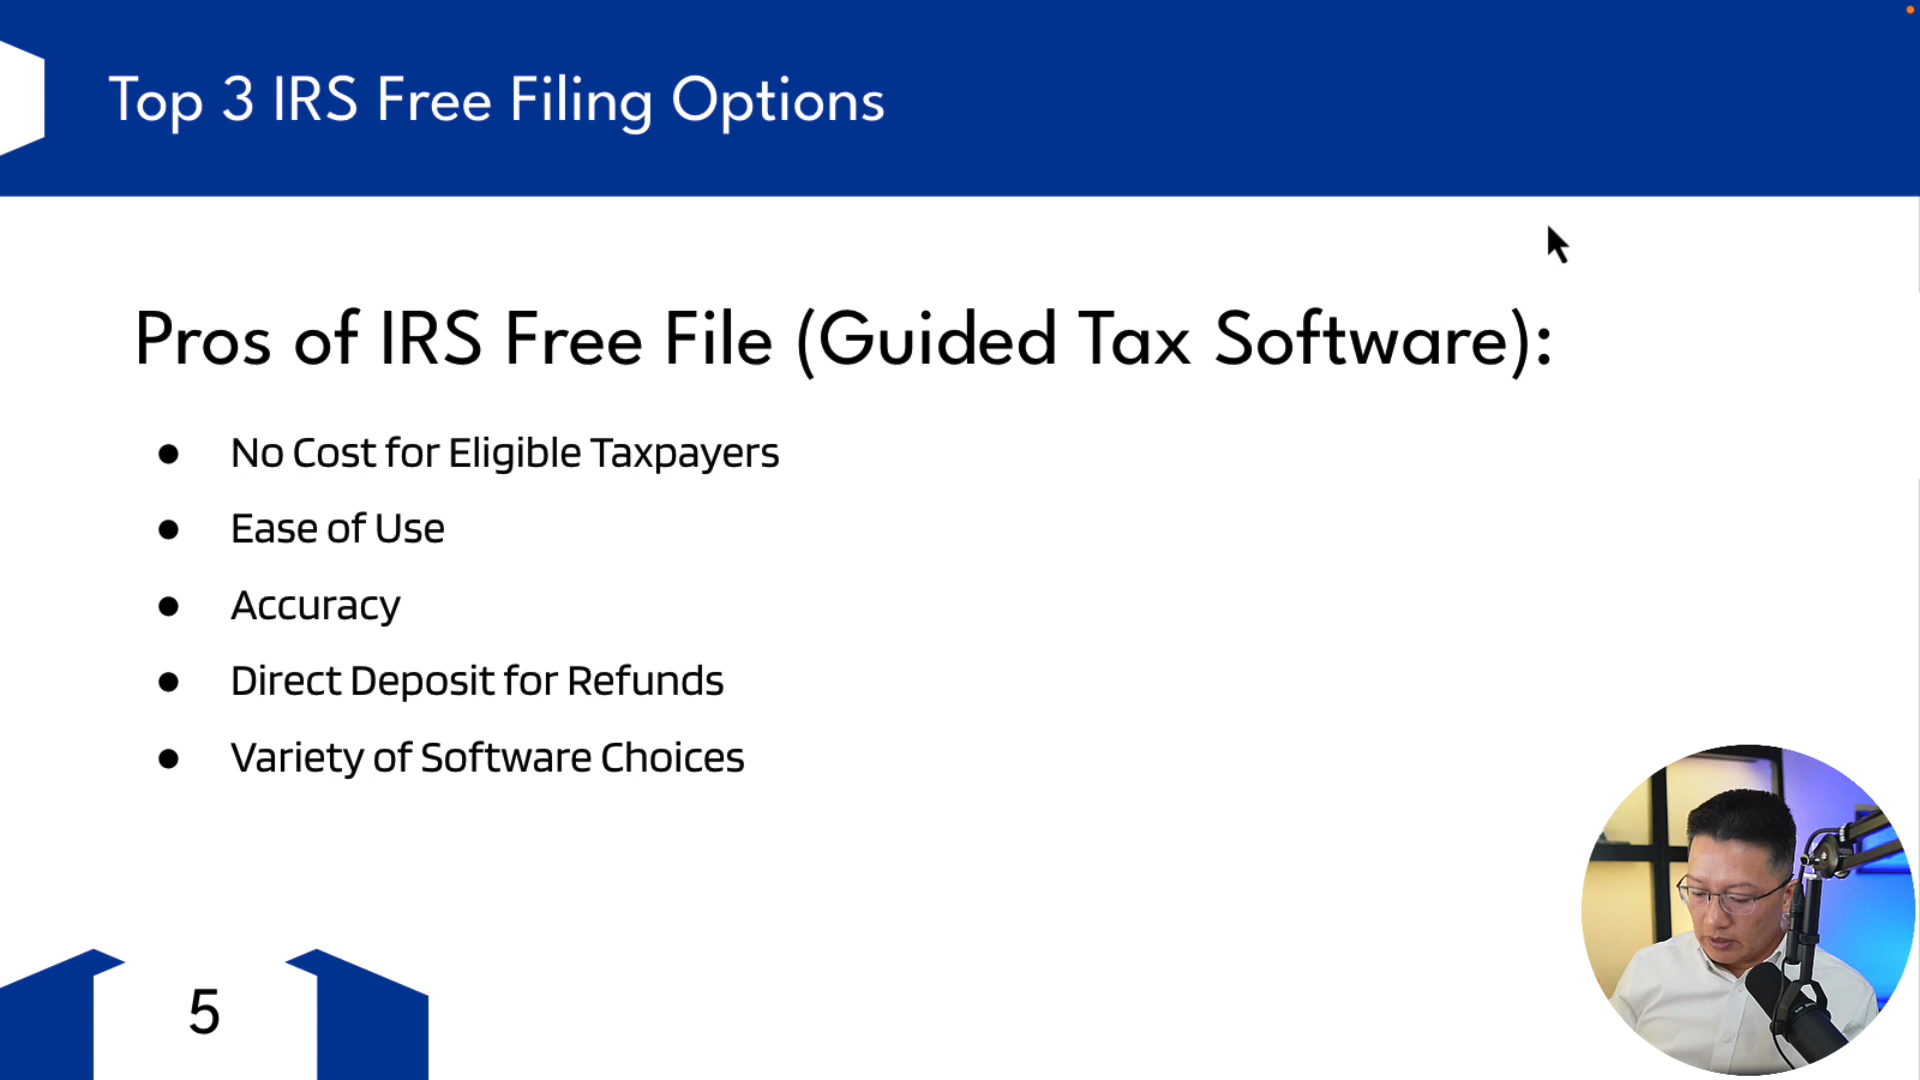 Top 3 IRS Free Filing Options
Pros of IRS Free File (Guided Tax Software):
● No Cost for Eligible Taxpayers
● Ease of Use
● Accuracy
● Direct Deposit for Refunds
● Variety of Software Choices
5